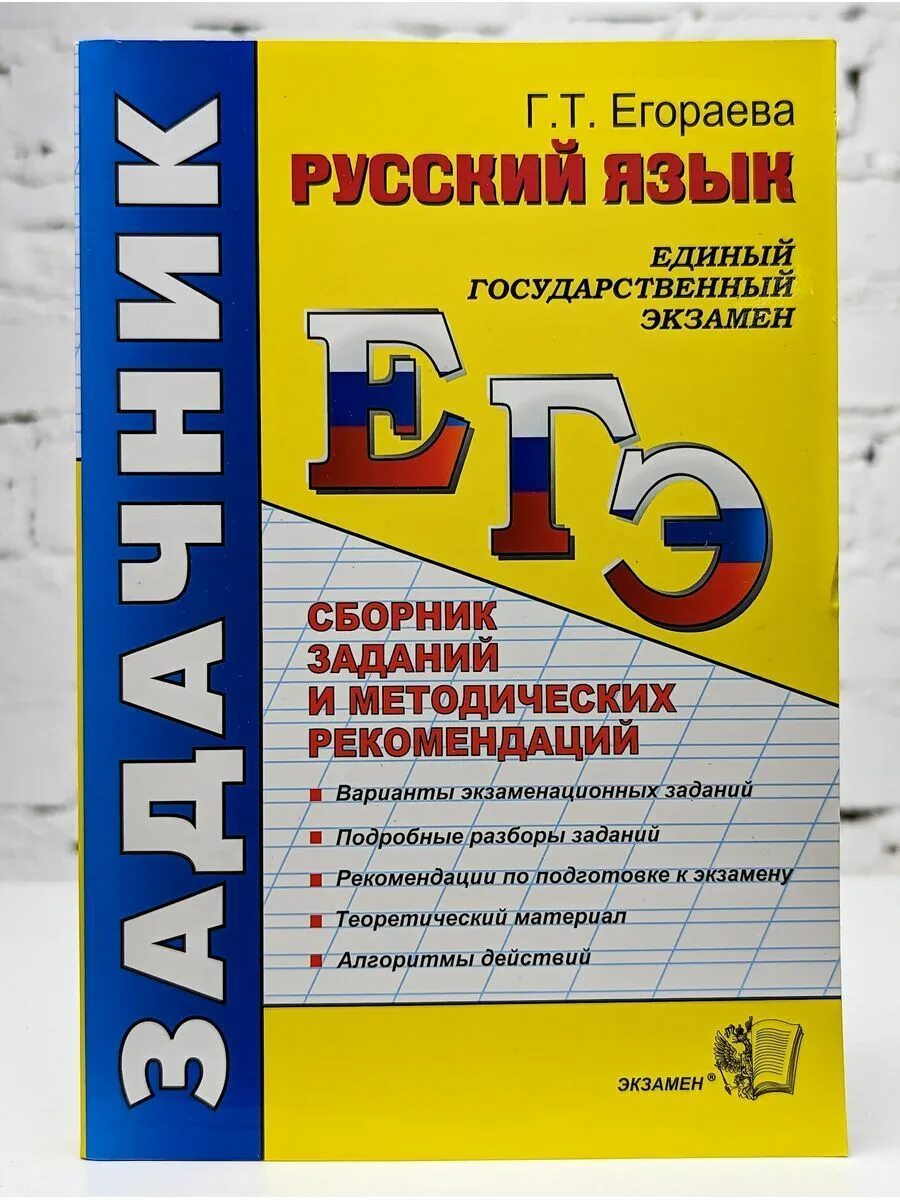 ЗАДАЧНИК
Г.Т. Егораева
РУССКИЙ ЯЗЫК
ЕДИНЫЙ
ГОСУДАРСТВЕННЫЙ
ЭКЗАМЕН
ЕГЭ
СБОРНИК
ЗАДАНИЙ
И МЕТОДИЧЕСКИХ
РЕКОМЕНДАЦИЙ
Варианты экзаменационных заданий
Подробные разборы заданий
Рекомендации по подготовке к экзамену
Теоретический материал
Алгоритмы действий
ЭКЗАМЕН®